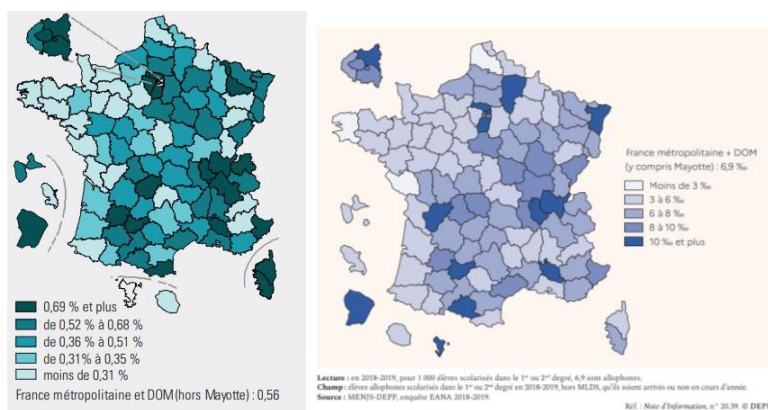 0,69 % et plus
de 0,52 % à 0,68 %
de 0,36 % à 0,51 %
de 0,31% à 0,35 %
moins de 0,31 %
France métropolitaine et DOM(hors Mayotte) : 0,56
France métropolitaine + DOM
(y compris Mayotte) : 6,9 ‰
Moins de 3 ‰
3 à 6 ‰
6 à 8 ‰
8 à 10 ‰
10 ‰ et plus
Lecture : en 2018-2019, pour 1 000 élèves scolarisés dans le 1er ou 2nd degré, 6,9 sont allophones.
Champ : élèves allophones scolarisés dans le 1er ou 2nd degré en 2018-2019, hors MLDS, qu'ils soient arrivés ou non en cours d'année.
Source : MENJS-DEPP, enquête EANA 2018-2019.
Réf. : Note d'Information, n° 20.39. © DEPP